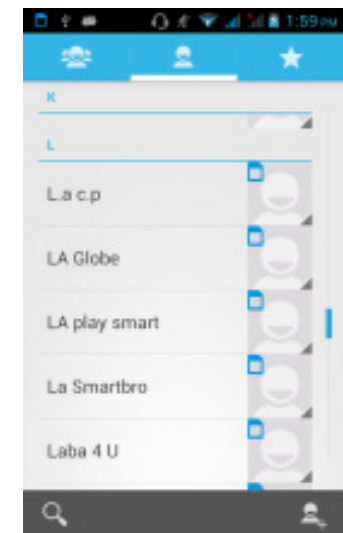 1:59 PM
K
L
L.a c.p
LA Globe
LA play smart
La Smartbro
Laba 4 U